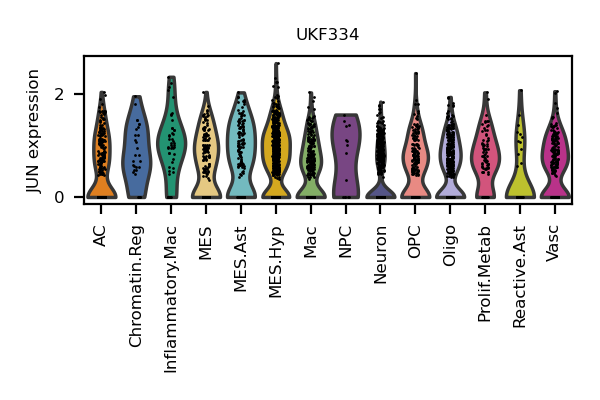 UKF334
JUN expression
2
0
AC
Chromatin.Reg
Inflammatory.Mac
MES
MES.Ast
MES.Hyp
Mac
NPC
Neuron
OPC
Oligo
Prolif.Metab
Reactive.Ast
Vasc